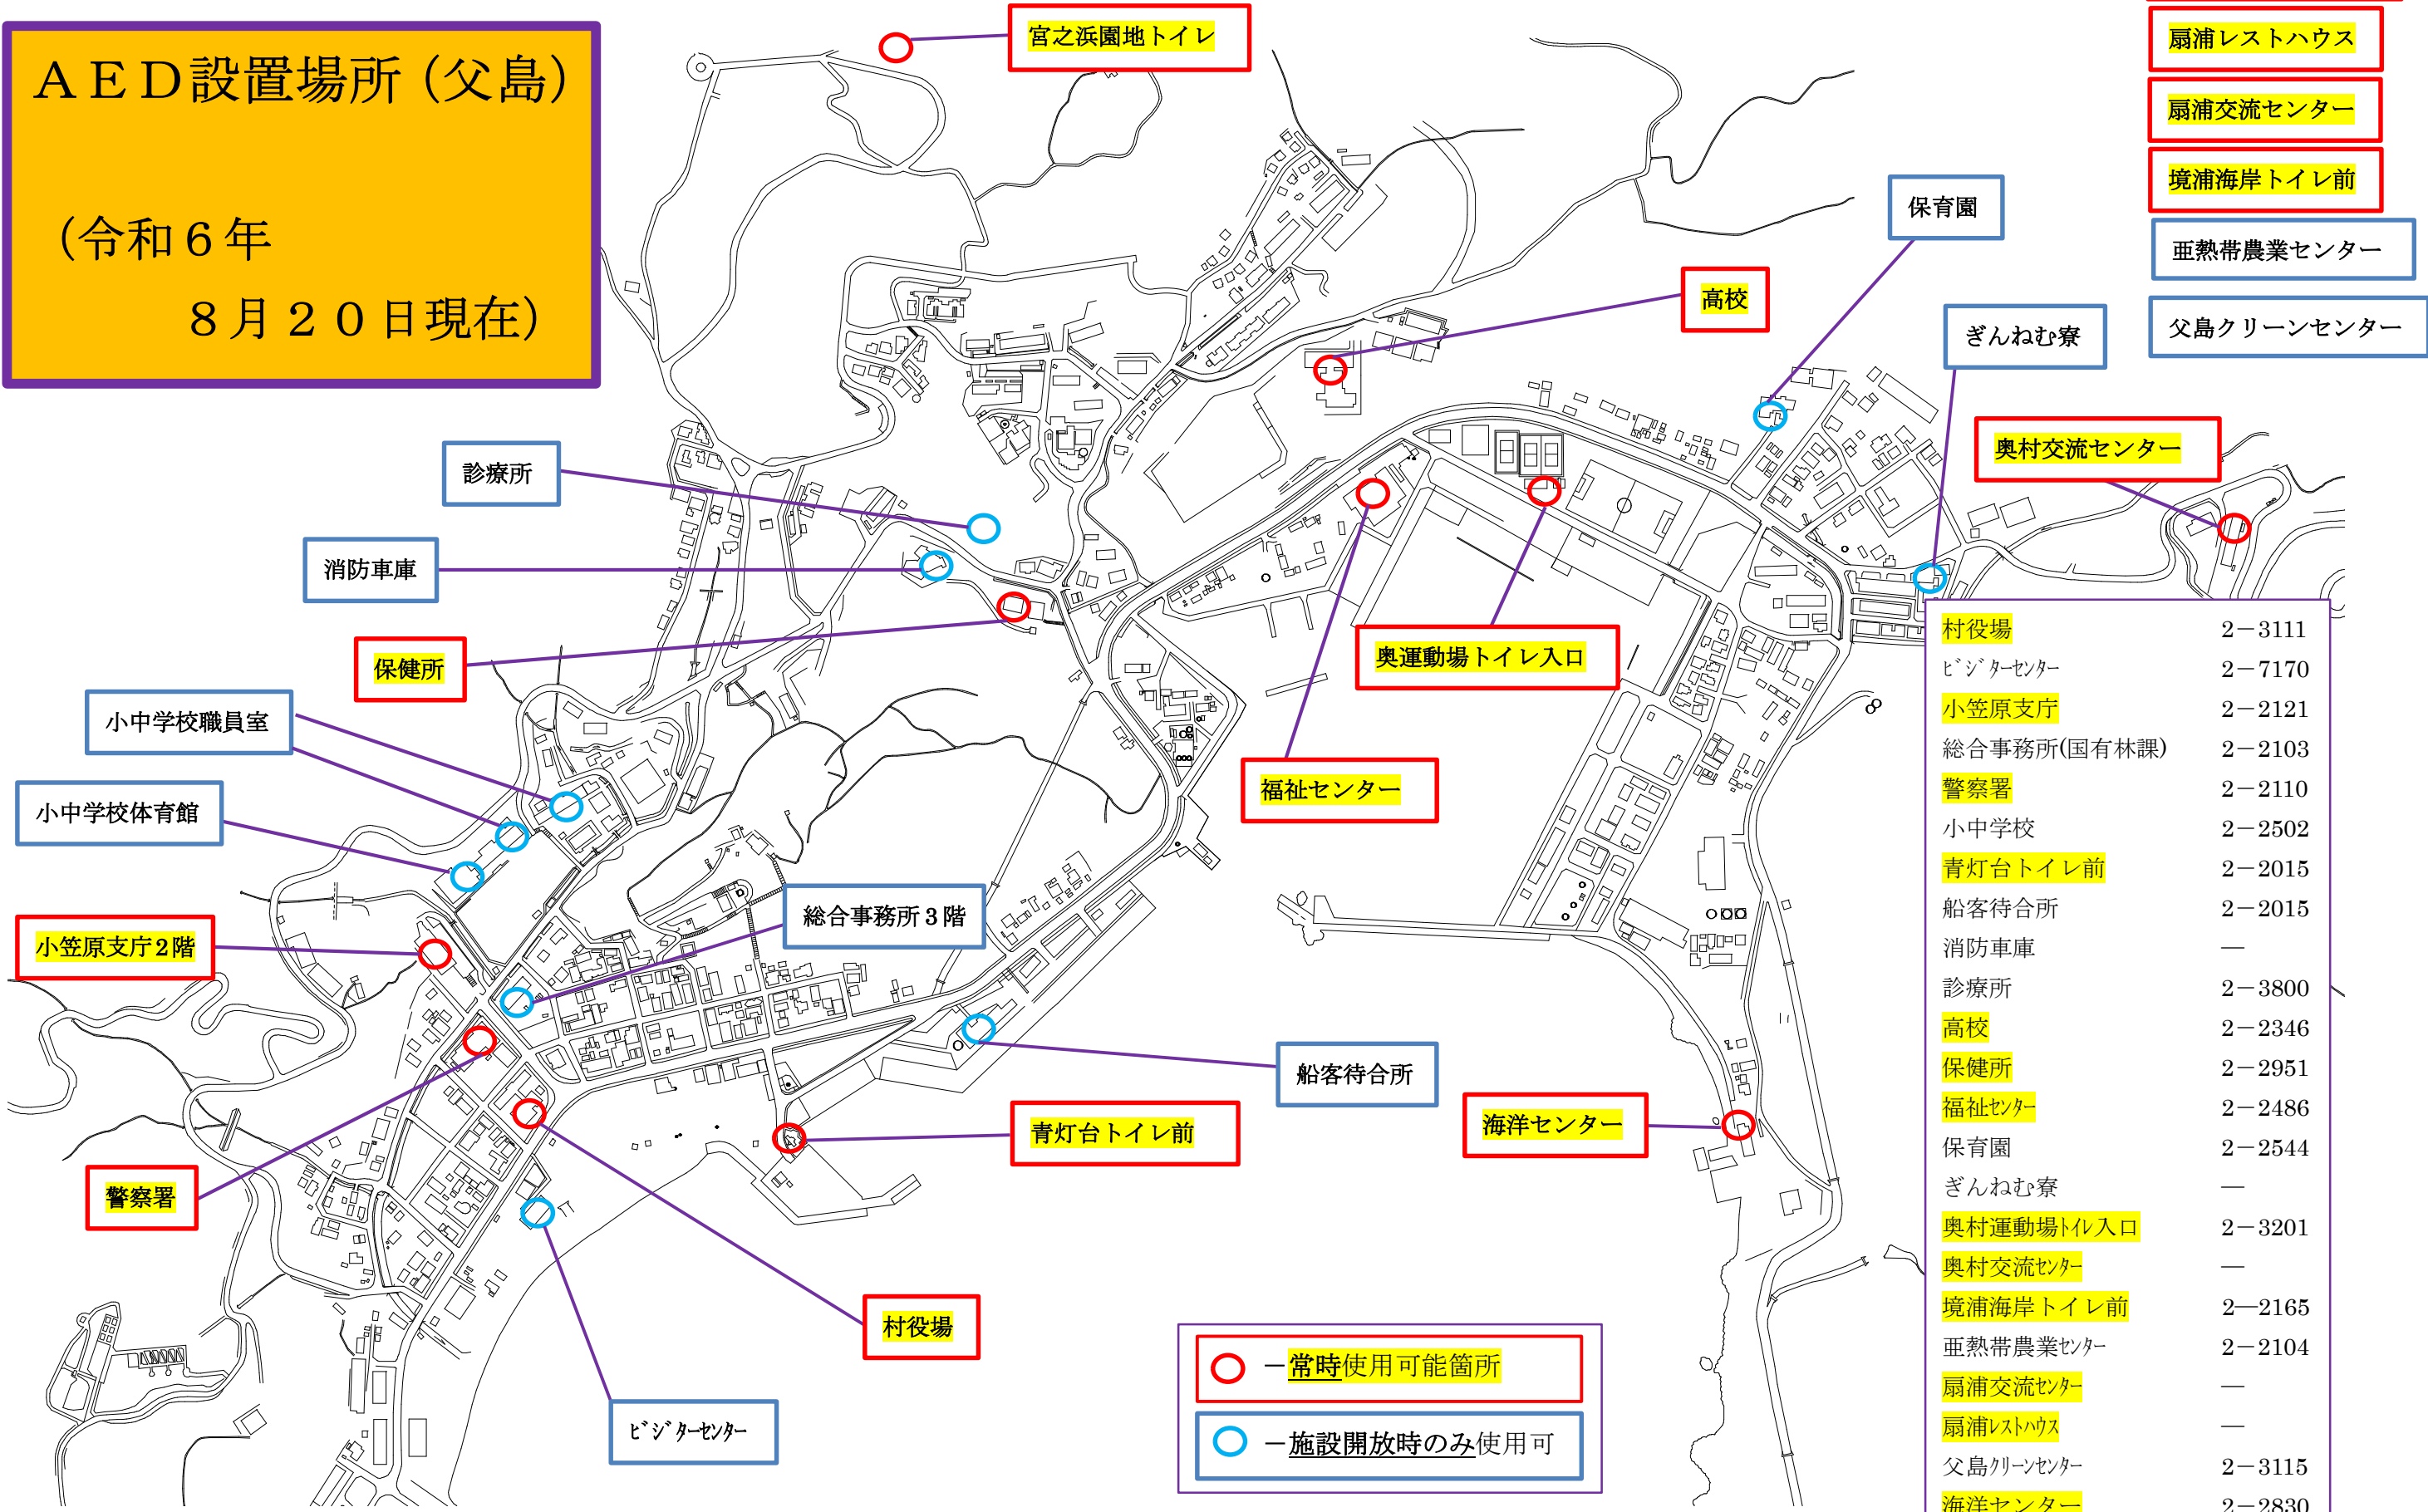 ＡＥＤ設置場所（父島）
（令和６年
８月２０日現在）
宮之浜園地トイレ
扇浦レストハウス
扇浦交流センター
境浦海岸トイレ前
亜熱帯農業センター
父島クリーンセンター
保育園
高校
ぎんねむ寮
奥村交流センター
診療所
消防車庫
保健所
奥運動場トイレ入口
小中学校職員室
福祉センター
小中学校体育館
総合事務所３階
小笠原支庁２階
船客待合所
青灯台トイレ前
海洋センター
警察署
村役場
ﾋﾞｼﾞﾀｰｾﾝﾀｰ
－常時使用可能箇所
－施設開放時のみ使用可
村役場 2－3111
ﾋﾞｼﾞﾀｰｾﾝﾀｰ 2－7170
小笠原支庁 2－2121
総合事務所(国有林課) 2－2103
警察署 2－2110
小中学校 2－2502
青灯台トイレ前 2－2015
船客待合所 2－2015
消防車庫 ―
診療所 2－3800
高校 2－2346
保健所 2－2951
福祉ｾﾝﾀｰ 2－2486
保育園 2－2544
ぎんねむ寮 ―
奥村運動場ﾄｲﾚ入口 2－3201
奥村交流ｾﾝﾀｰ ―
境浦海岸トイレ前 2―2165
亜熱帯農業ｾﾝﾀｰ 2－2104
扇浦交流ｾﾝﾀｰ ―
扇浦ﾚｽﾄﾊｳｽ ―
父島ｸﾘｰﾝｾﾝﾀｰ 2－3115
海洋センター 2－2830